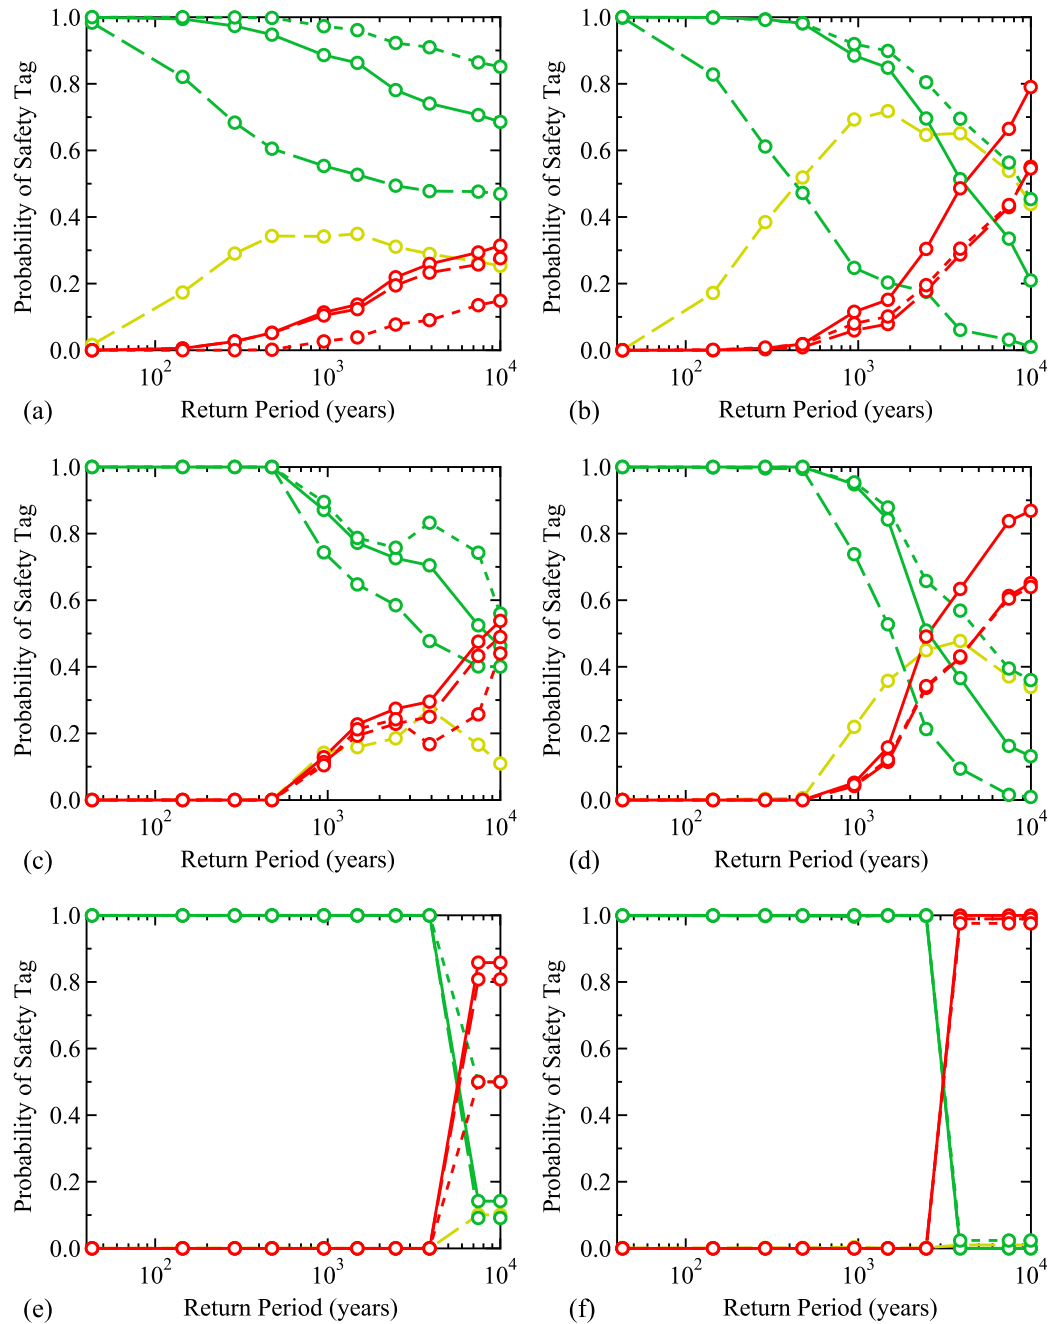 1.0 1.0
0.8 0.8
0.6 0.6
0.4 0.4
0.2 0.2
0.0 0.0
Probability of Safety Tag Probability of Safety Tag
10² 10³ 10⁴ 10² 10³ 10⁴
(a) Return Period (years) (b) Return Period (years)
1.0 1.0
0.8 0.8
0.6 0.6
0.4 0.4
0.2 0.2
0.0 0.0
Probability of Safety Tag Probability of Safety Tag
10² 10³ 10⁴ 10² 10³ 10⁴
(c) Return Period (years) (d) Return Period (years)
1.0 1.0
0.8 0.8
0.6 0.6
0.4 0.4
0.2 0.2
0.0 0.0
Probability of Safety Tag Probability of Safety Tag
10² 10³ 10⁴ 10² 10³ 10⁴
(e) Return Period (years) (f) Return Period (years)